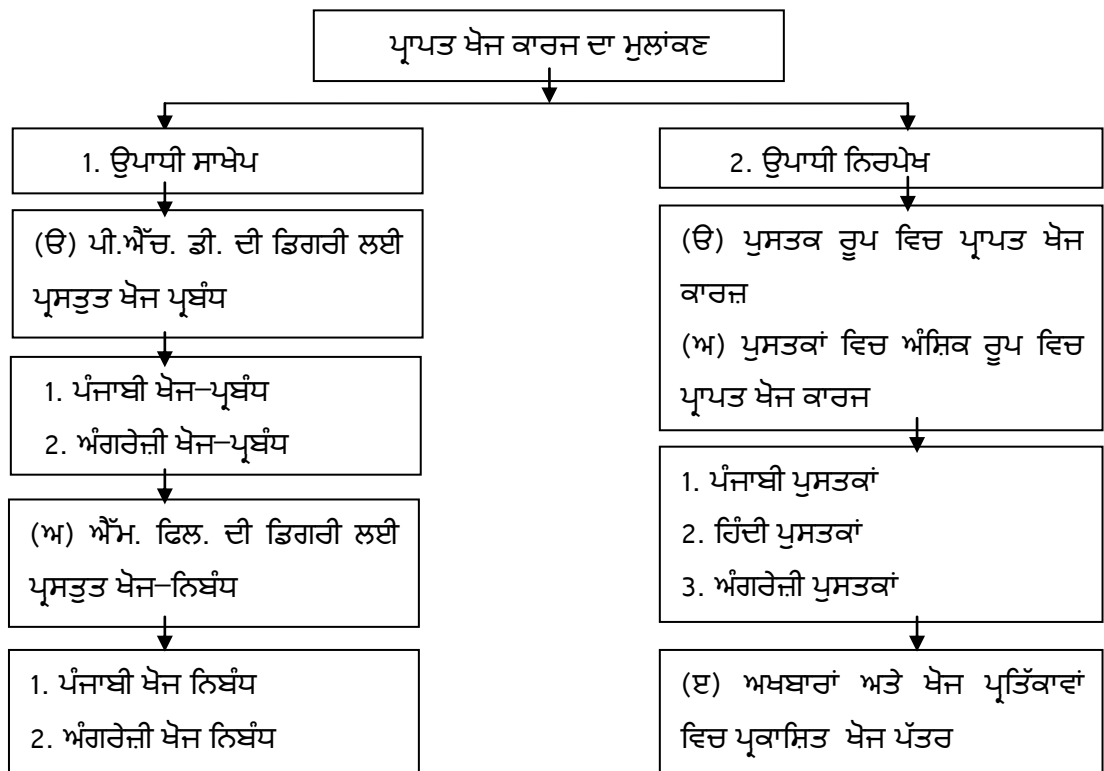 ਪ੍ਰਾਪਤ ਖੋਜ ਕਾਰਜ ਦਾ ਮੁਲਾਂਕਣ
1. ਉਪਾਧੀ ਸਾਖੇਪ
(ੳ) ਪੀ.ਐੱਚ. ਡੀ. ਦੀ ਡਿਗਰੀ ਲਈ
ਪ੍ਰਸਤੁਤ ਖੋਜ ਪ੍ਰਬੰਧ
1. ਪੰਜਾਬੀ ਖੋਜ–ਪ੍ਰਬੰਧ
2. ਅੰਗਰੇਜ਼ੀ ਖੋਜ–ਪ੍ਰਬੰਧ
(ਅ) ਐੱਮ. ਫਿਲ. ਦੀ ਡਿਗਰੀ ਲਈ
ਪ੍ਰਸਤੁਤ ਖੋਜ–ਨਿਬੰਧ
1. ਪੰਜਾਬੀ ਖੋਜ ਨਿਬੰਧ
2. ਅੰਗਰੇਜ਼ੀ ਖੋਜ ਨਿਬੰਧ
2. ਉਪਾਧੀ ਨਿਰਪੇਖ
(ੳ) ਪੁਸਤਕ ਰੂਪ ਵਿਚ ਪ੍ਰਾਪਤ ਖੋਜ
ਕਾਰਜ਼
(ਅ) ਪੁਸਤਕਾਂ ਵਿਚ ਅੰਸ਼ਿਕ ਰੂਪ ਵਿਚ
ਪ੍ਰਾਪਤ ਖੋਜ ਕਾਰਜ
1. ਪੰਜਾਬੀ ਪੁਸਤਕਾਂ
2. ਹਿੰਦੀ ਪੁਸਤਕਾਂ
3. ਅੰਗਰੇਜ਼ੀ ਪੁਸਤਕਾਂ
(ੲ) ਅਖਬਾਰਾਂ ਅਤੇ ਖੋਜ ਪ੍ਰਤਿੱਕਾਵਾਂ
ਵਿਚ ਪ੍ਰਕਾਸ਼ਿਤ ਖੋਜ ਪੱਤਰ